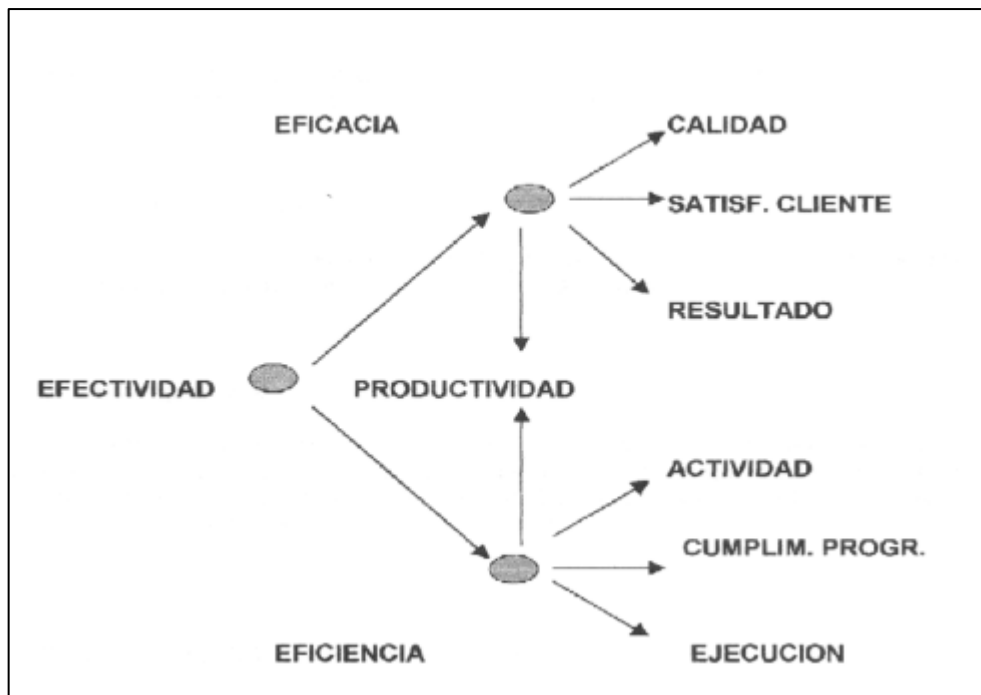 EFICACIA
CALIDAD
SATISF. CLIENTE
RESULTADO
EFECTIVIDAD
PRODUCTIVIDAD
ACTIVIDAD
CUMPLIM. PROGR.
EFICIENCIA
EJECUCION